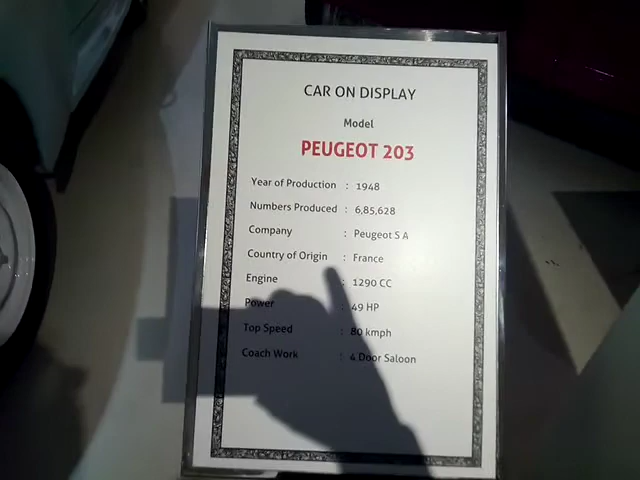 CAR ON DISPLAY
Model
PEUGEOT 203
Year of Production : 1948
Numbers Produced : 6,85,628
Company : Peugeot S A
Country of Origin : France
Engine : 1290 CC
Power : 49 HP
Top Speed : 80 kmph
Coach Work : 4 Door Saloon